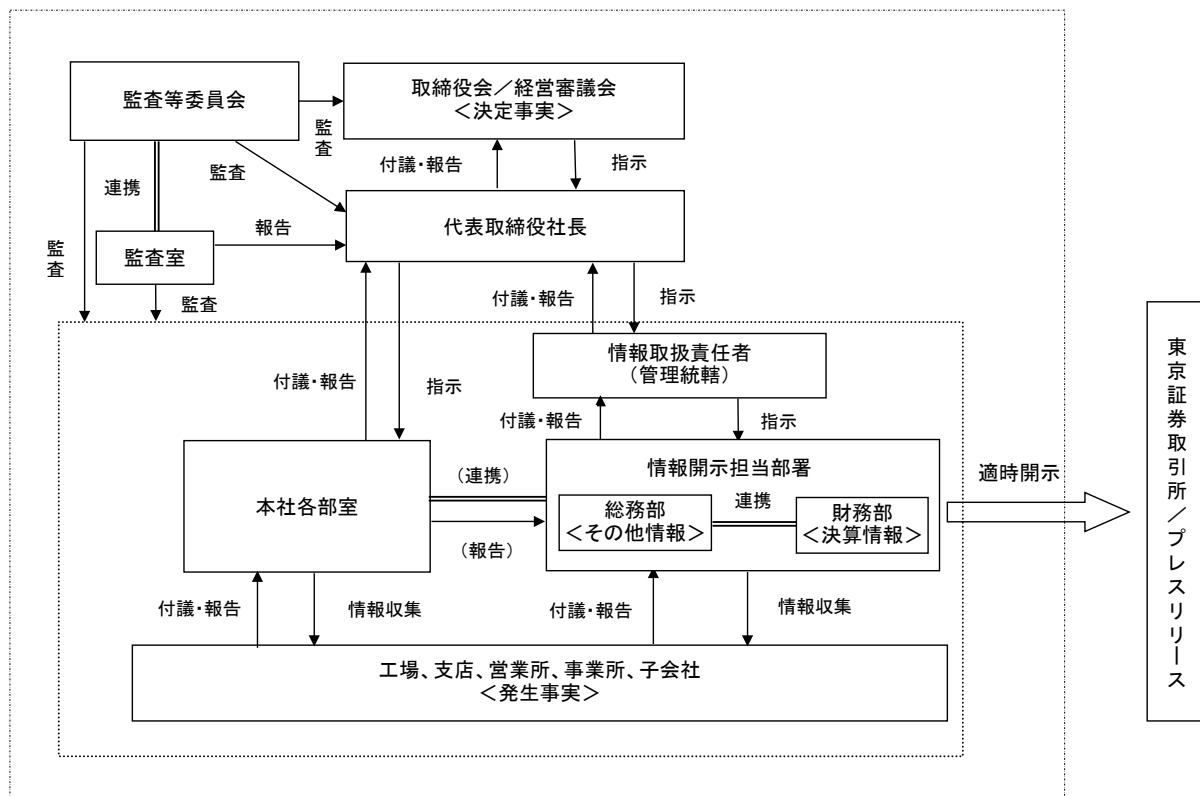 監査等委員会
取締役会／経営審議会
＜決定事実＞
監査
付議・報告
指示
連携
監査
代表取締役社長
報告
監査室
監査
監査
付議・報告
指示
情報取扱責任者
（管理統轄）
付議・報告
指示
付議・報告
指示
本社各部室
（連携）
（報告）
情報開示担当部署
総務部
＜その他情報＞
連携
財務部
＜決算情報＞
適時開示
東京証券取引所／プレスリリース
付議・報告
情報収集
付議・報告
情報収集
工場、支店、営業所、事業所、子会社
＜発生事実＞